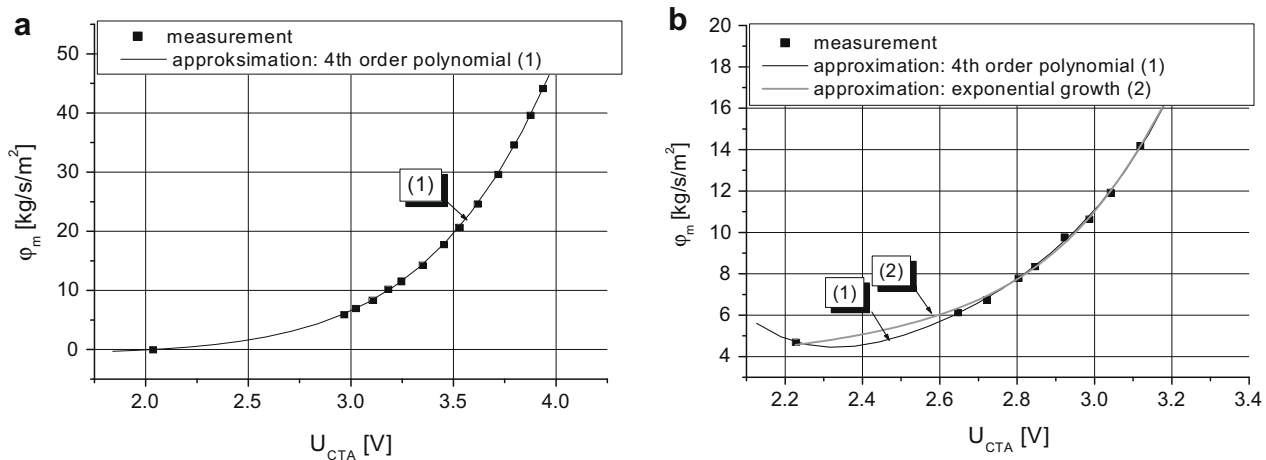 a
measurement
approksimation: 4th order polynomial (1)
φm [kg/s/m²]
50
40
30
20
10
0
(1)
2.0 2.5 3.0 3.5 4.0
UCTA [V]
b
measurement
approximation: 4th order polynomial (1)
approximation: exponential growth (2)
φm [kg/s/m²]
20
18
16
14
12
10
8
6
4
(2)
(1)
2.2 2.4 2.6 2.8 3.0 3.2 3.4
UCTA [V]